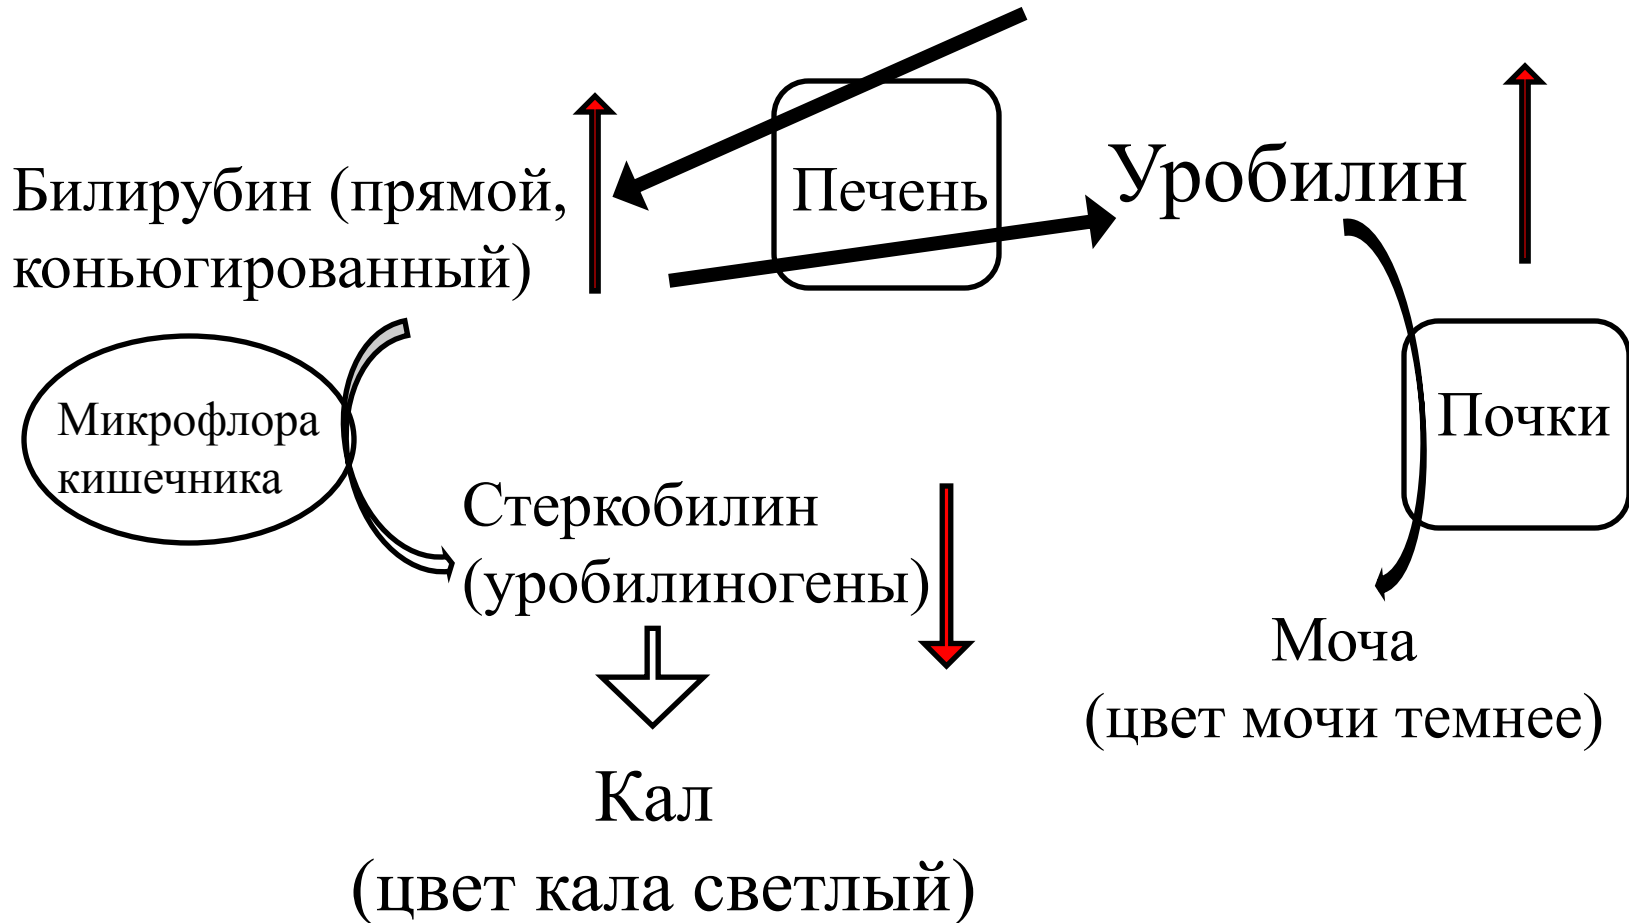 Билирубин (прямой,
коньюгированный)
Печень
Уробилин
Микрофлора
кишечника
Почки
Стеркобилин
(уробилиногены)
Моча
(цвет мочи темнее)
Кал
(цвет кала светлый)